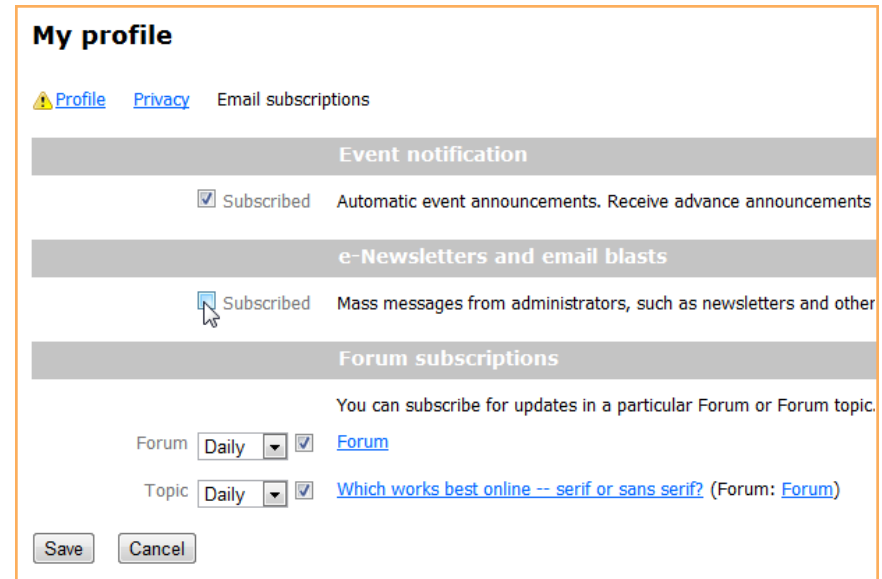 My profile
Profile Privacy Email subscriptions
Event notification
Subscribed Automatic event announcements. Receive advance announcements
e-Newsletters and email blasts
Subscribed Mass messages from administrators, such as newsletters and other
Forum subscriptions
You can subscribe for updates in a particular Forum or Forum topic.
Forum Daily Forum
Topic Daily Which works best online -- serif or sans serif? (Forum: Forum)
Save Cancel